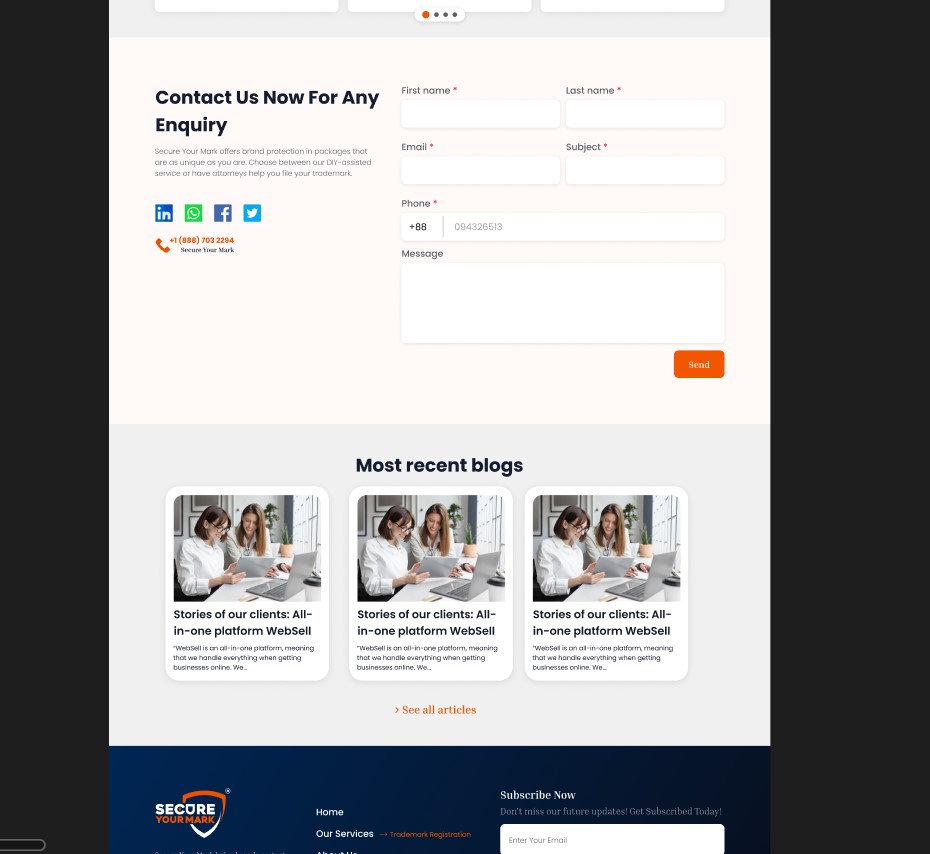 Contact Us Now For Any
Enquiry
Secure Your Mark offers brand protection in packages that
are as unique as you are. Choose between our DIY-assisted
service or have attorneys help you file your trademark.
+1 (888) 703 2294
Secure Your Mark
First name *
Last name *
Email *
Subject *
Phone *
+88
094326513
Message
Send
Most recent blogs
Stories of our clients: All-
in-one platform WebSell
"WebSell is an all-in-one platform, meaning
that we handle everything when getting
businesses online. We...
Stories of our clients: All-
in-one platform WebSell
"WebSell is an all-in-one platform, meaning
that we handle everything when getting
businesses online. We...
Stories of our clients: All-
in-one platform WebSell
"WebSell is an all-in-one platform, meaning
that we handle everything when getting
businesses online. We...
> See all articles
SECURE
YOUR MARK
®
Home
Our Services → Trademark Registration
About Us
Subscribe Now
Don't miss our future updates! Get Subscribed Today!
Enter Your Email